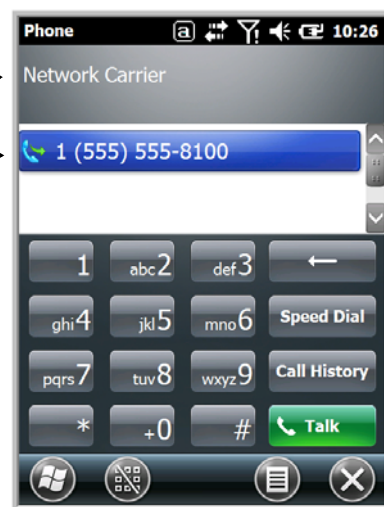 Phone a 10:26
Network Carrier
1 (555) 555-8100
1 abc2 def3
ghi4 jkl5 mno6 Speed Dial
pqrs7 tuv8 wxyz9 Call History
* +0 # Talk